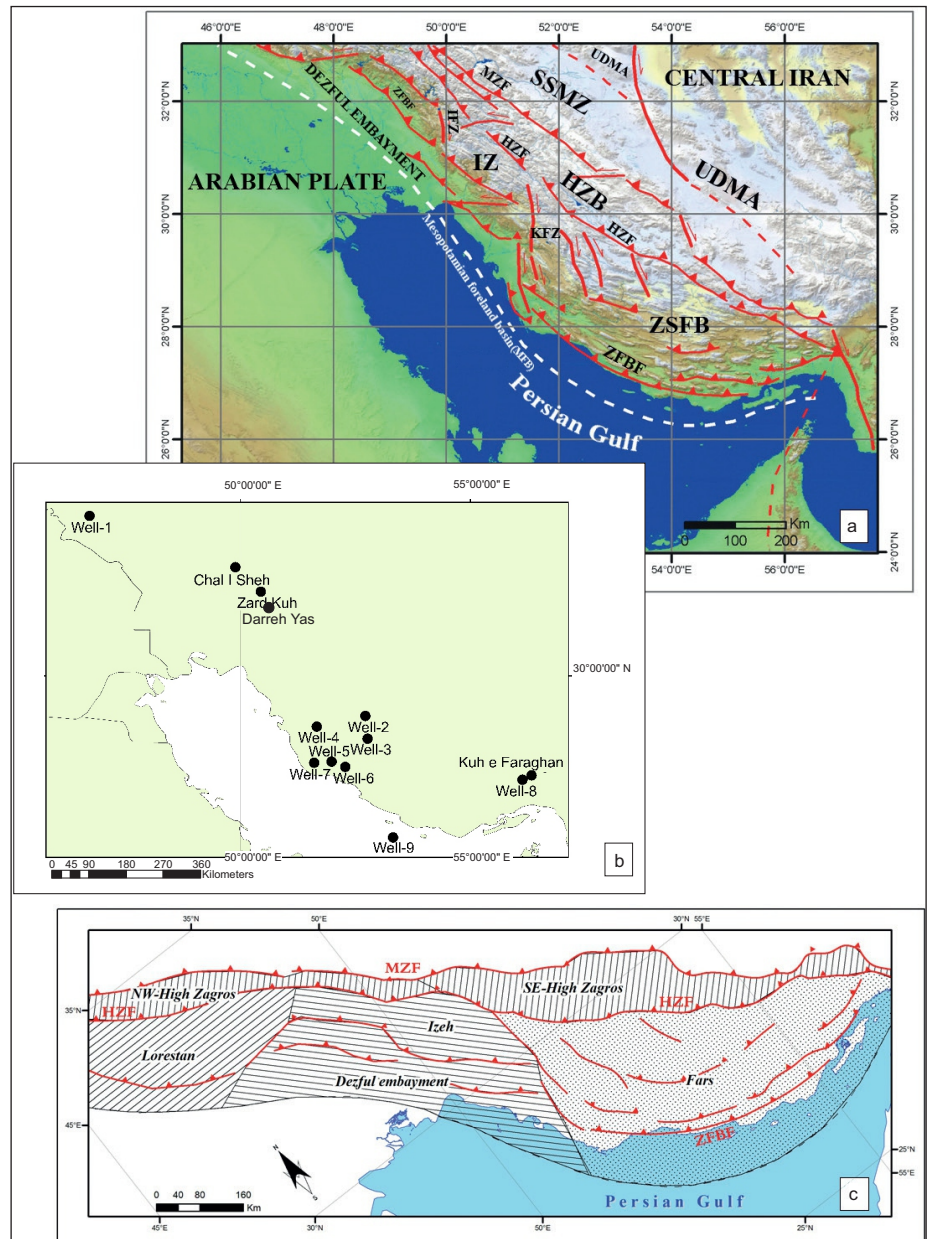 46°0'0"E 48°0'0"E 50°0'0"E 52°0'0"E 54°0'0"E 56°0'0"E
UDMA
CENTRAL IRAN
SSMZ
MZF
32°0'0"N
32°0'0"N
DEZFUL EMBAYMENT
ZFBF
IFZ
HZF
IZ
UDMA
ARABIAN PLATE
HZB
30°0'0"N
30°0'0"N
KFZ
HZF
Mesopotamian foreland basin(MFB)
ZSFB
28°0'0"N
28°0'0"N
ZFBF
Persian Gulf
26°0'0"N
26°0'0"N
Km
0 100 200
a
24°0'0"N
54°0'0"E 56°0'0"E
50°00'00" E 55°00'00" E
Well-1
Chal I Sheh
Zard Kuh
Darreh Yas
30°00'00" N
Well-2
Well-4
Well-3
Well-5
Well-7
Well-6
Kuh e Faraghan
Well-8
Well-9
50°00'00" E 55°00'00" E
0 45 90 180 270 360
Kilometers
b
35°N 50°E 30°N 55°E
MZF
NW-High Zagros
SE-High Zagros
HZF
HZF
35°N
Izeh
Lorestan
Dezful embayment
Fars
45°E
ZFBF
25°N
55°E
N
S
0 40 80 160
Km
Persian Gulf
c
45°E 30°N 50°E 25°N